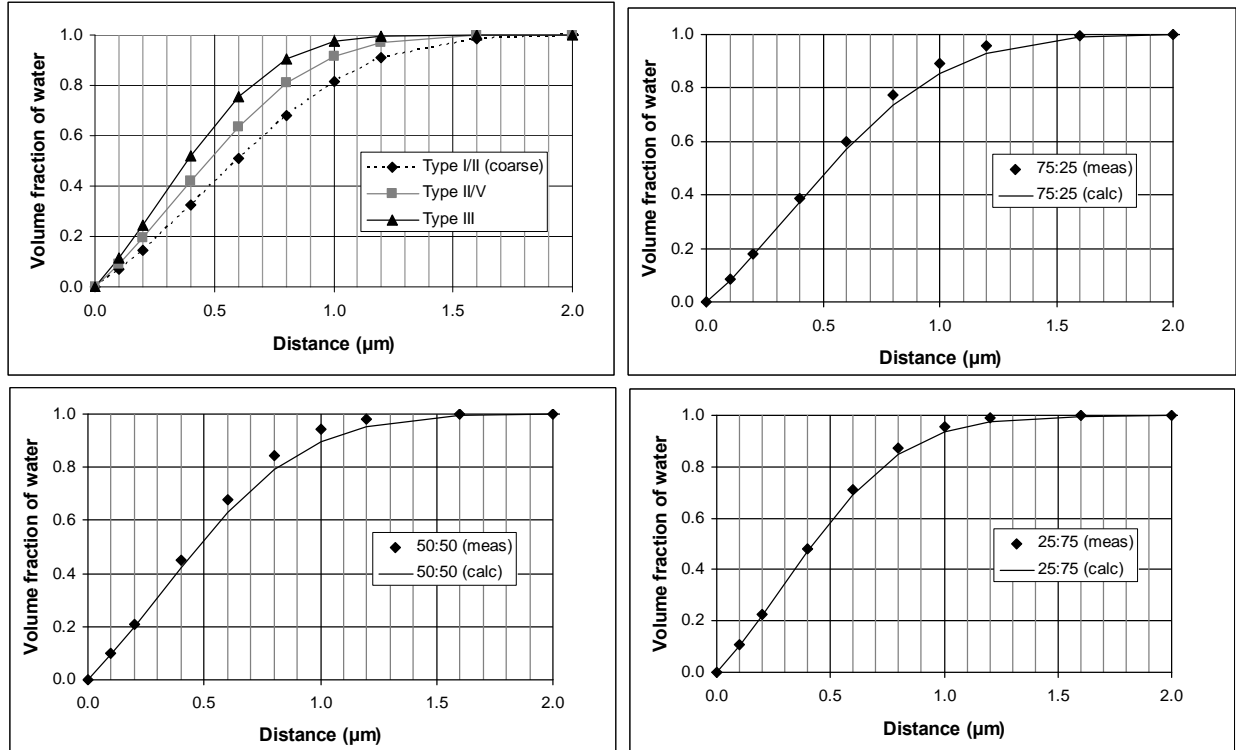 Volume fraction of water
1.0
0.8
0.6
0.4
0.2
0.0
Type I/II (coarse)
Type II/V
Type III
0.0 0.5 1.0 1.5 2.0
Distance (µm)
Volume fraction of water
1.0
0.8
0.6
0.4
0.2
0.0
75:25 (meas)
75:25 (calc)
0.0 0.5 1.0 1.5 2.0
Distance (µm)
Volume fraction of water
1.0
0.8
0.6
0.4
0.2
0.0
50:50 (meas)
50:50 (calc)
0.0 0.5 1.0 1.5 2.0
Distance (µm)
Volume fraction of water
1.0
0.8
0.6
0.4
0.2
0.0
25:75 (meas)
25:75 (calc)
0.0 0.5 1.0 1.5 2.0
Distance (µm)